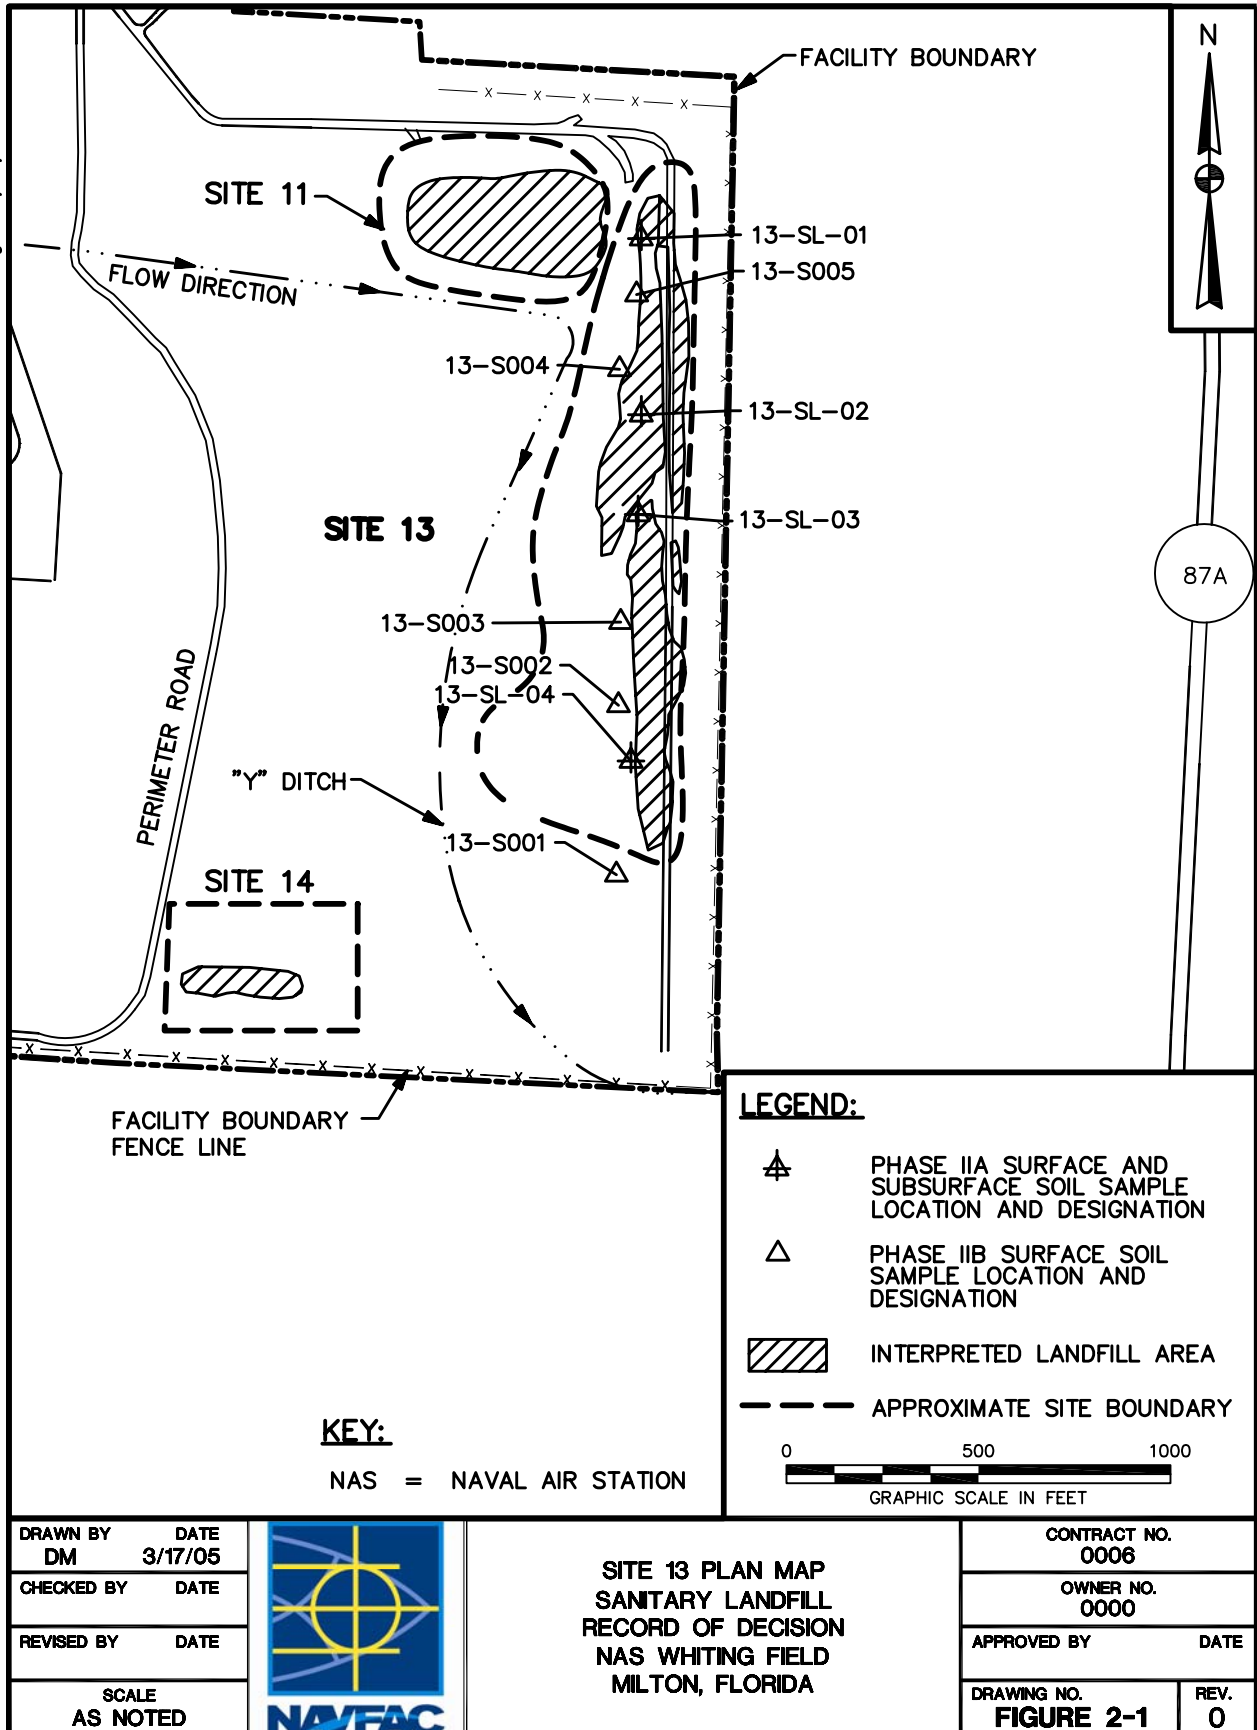 FACILITY BOUNDARY
N
SITE 11
13-SL-01
13-S005
FLOW DIRECTION
13-S004
13-SL-02
SITE 13
13-SL-03
87A
13-S003
13-S002
13-SL-04
PERIMETER ROAD
"Y" DITCH
13-S001
SITE 14
FACILITY BOUNDARY
FENCE LINE
LEGEND:
PHASE IIA SURFACE AND
SUBSURFACE SOIL SAMPLE
LOCATION AND DESIGNATION
PHASE IIB SURFACE SOIL
SAMPLE LOCATION AND
DESIGNATION
INTERPRETED LANDFILL AREA
APPROXIMATE SITE BOUNDARY
0 500 1000
GRAPHIC SCALE IN FEET
KEY:
NAS = NAVAL AIR STATION
DRAWN BY DATE
DM 3/17/05
CHECKED BY DATE
REVISED BY DATE
SCALE
AS NOTED
NAVFAC
SITE 13 PLAN MAP
SANITARY LANDFILL
RECORD OF DECISION
NAS WHITING FIELD
MILTON, FLORIDA
CONTRACT NO.
0006
OWNER NO.
0000
APPROVED BY DATE
DRAWING NO.
FIGURE 2-1
REV.
0